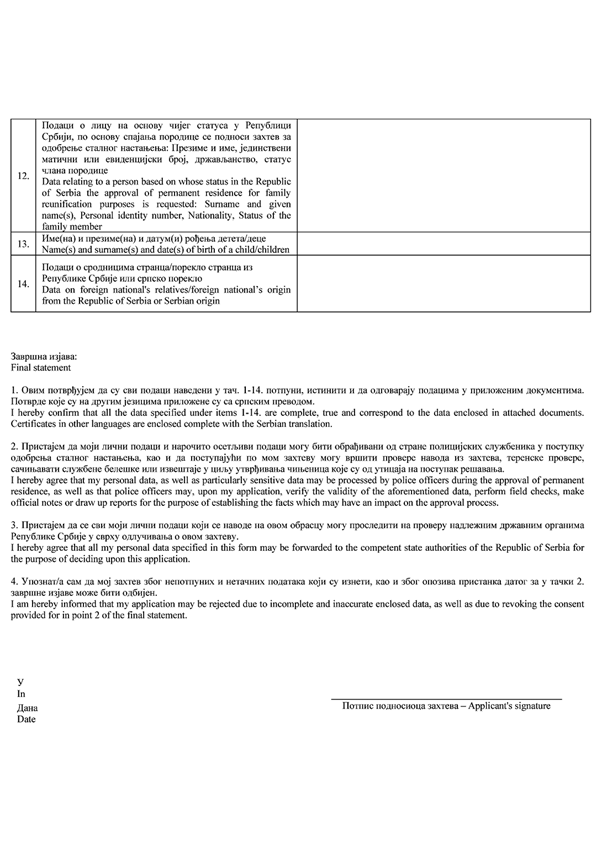 12.
Подаци о лицу на основу чијег статуса у Републици
Србији, по основу спајања породице се подноси захтев за
одобрење сталног настањења: Презиме и име, јединствени
матични или евиденцијски број, држављанство, статус
члана породице
Data relating to a person based on whose status in the Republic
of Serbia the approval of permanent residence for family
reunification purposes is requested: Surname and given
name(s), Personal identity number, Nationality, Status of the
family member
13.
Име(на) и презиме(на) и датум(и) рођења детета/деце
Name(s) and surname(s) and date(s) of birth of a child/children
14.
Подаци о сродницима странца/порекло странца из
Републике Србије или српско порекло
Data on foreign national's relatives/foreign national’s origin
from the Republic of Serbia or Serbian origin
Завршна изјава:
Final statement
1. Овим потврђујем да су сви подаци наведени у тач. 1-14. потпуни, истинити и да одговарају подацима у приложеним документима.
Потврде које су на другим језицима приложене су са српским преводом.
I hereby confirm that all the data specified under items 1-14. are complete, true and correspond to the data enclosed in attached documents.
Certificates in other languages are enclosed complete with the Serbian translation.
2. Пристајем да моји лични подаци и нарочито осетљиви подаци могу бити обрађивани од стране полицијских службеника у поступку
одобрења сталног настањења, као и да поступајући по мом захтеву могу вршити провере навода из захтева, теренске провере,
сачињавати службене белешке или извештаје у циљу утврђивања чињеница које су од утицаја на поступак решавања.
I hereby agree that my personal data, as well as particularly sensitive data may be processed by police officers during the approval of permanent
residence, as well as that police officers may, upon my application, verify the validity of the aforementioned data, perform field checks, make
official notes or draw up reports for the purpose of establishing the facts which may have an impact on the approval process.
3. Пристајем да се сви моји лични подаци који се наводе на овом обрасцу могу проследити на проверу надлежним државним органима
Републике Србије у сврху одлучивања о овом захтеву.
I hereby agree that all my personal data specified in this form may be forwarded to the competent state authorities of the Republic of Serbia for
the purpose of deciding upon this application.
4. Упознат/а сам да мој захтев због непотпуних и нетачних података који су изнети, као и због опозива пристанка датог за у тачки 2.
завршне изјаве може бити одбијен.
I am hereby informed that my application may be rejected due to incomplete and inaccurate enclosed data, as well as due to revoking the consent
provided for in point 2 of the final statement.
У
In
Дана
Date
Потпис подносиоца захтева – Applicant's signature